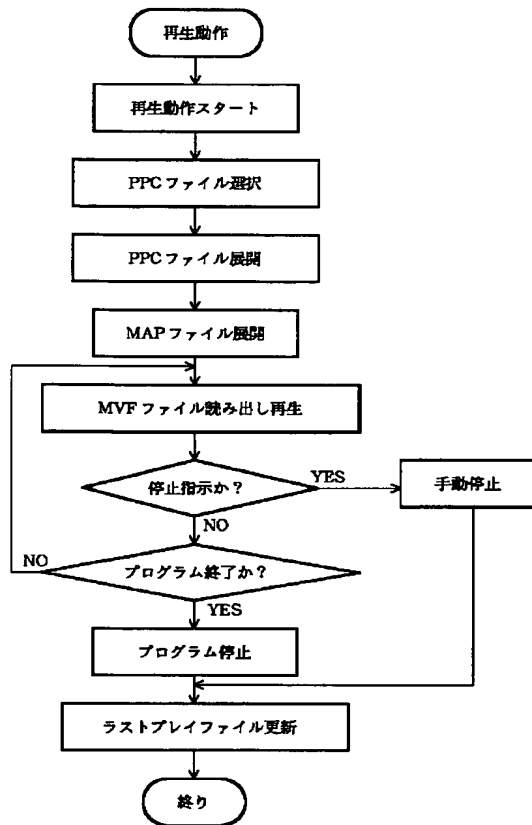 再生動作
再生動作スタート
PPCファイル選択
PPCファイル展開
MAPファイル展開
MVFファイル読み出し再生
停止指示か?
YES
手動停止
NO
プログラム終了か?
NO
YES
プログラム停止
ラストプレイファイル更新
終り